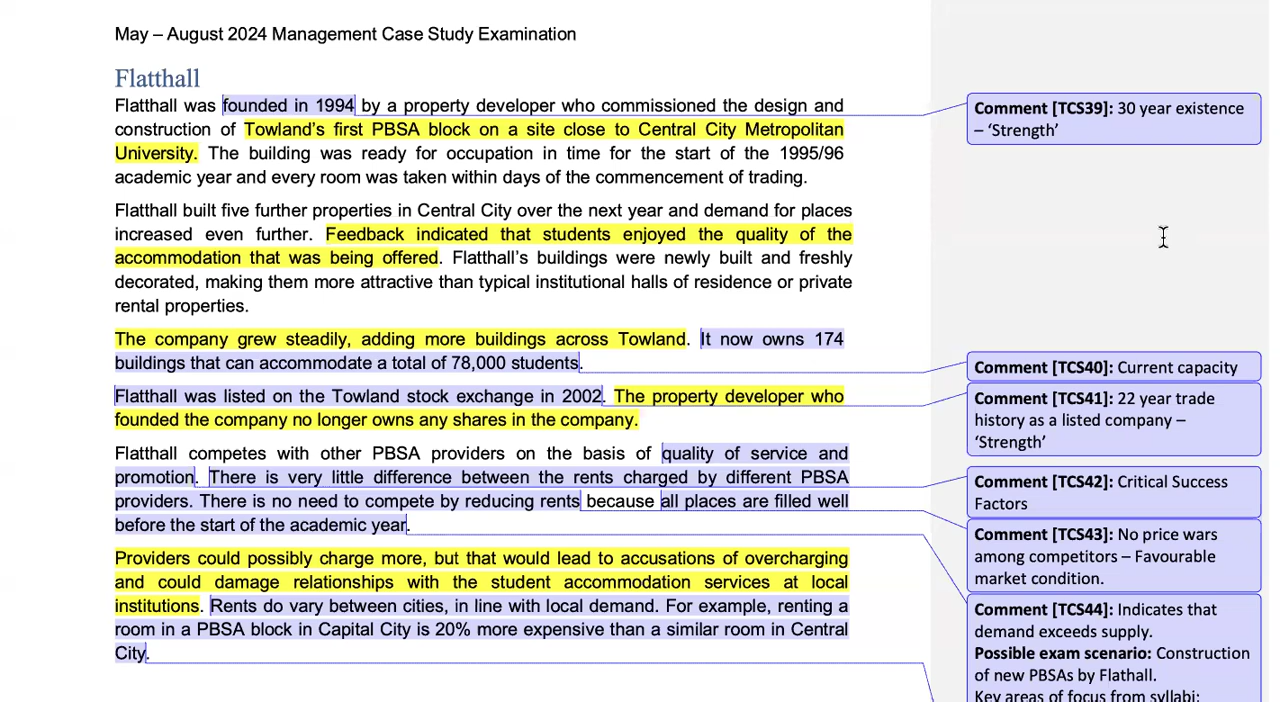 May – August 2024 Management Case Study Examination
Flatthall
Flatthall was founded in 1994 by a property developer who commissioned the design and
construction of Towland's first PBSA block on a site close to Central City Metropolitan
University. The building was ready for occupation in time for the start of the 1995/96
academic year and every room was taken within days of the commencement of trading.
Flatthall built five further properties in Central City over the next year and demand for places
increased even further. Feedback indicated that students enjoyed the quality of the
accommodation that was being offered. Flatthall's buildings were newly built and freshly
decorated, making them more attractive than typical institutional halls of residence or private
rental properties.
The company grew steadily, adding more buildings across Towland. It now owns 174
buildings that can accommodate a total of 78,000 students.
Flatthall was listed on the Towland stock exchange in 2002. The property developer who
founded the company no longer owns any shares in the company.
Flatthall competes with other PBSA providers on the basis of quality of service and
promotion. There is very little difference between the rents charged by different PBSA
providers. There is no need to compete by reducing rents because all places are filled well
before the start of the academic year.
Providers could possibly charge more, but that would lead to accusations of overcharging
and could damage relationships with the student accommodation services at local
institutions. Rents do vary between cities, in line with local demand. For example, renting a
room in a PBSA block in Capital City is 20% more expensive than a similar room in Central
City.
Comment [TCS39]: 30 year existence
– 'Strength'
Comment [TCS40]: Current capacity
Comment [TCS41]: 22 year trade
history as a listed company –
'Strength'
Comment [TCS42]: Critical Success
Factors
Comment [TCS43]: No price wars
among competitors – Favourable
market condition.
Comment [TCS44]: Indicates that
demand exceeds supply.
Possible exam scenario: Construction
of new PBSAs by Flathall.
Key areas of focus from syllabi: